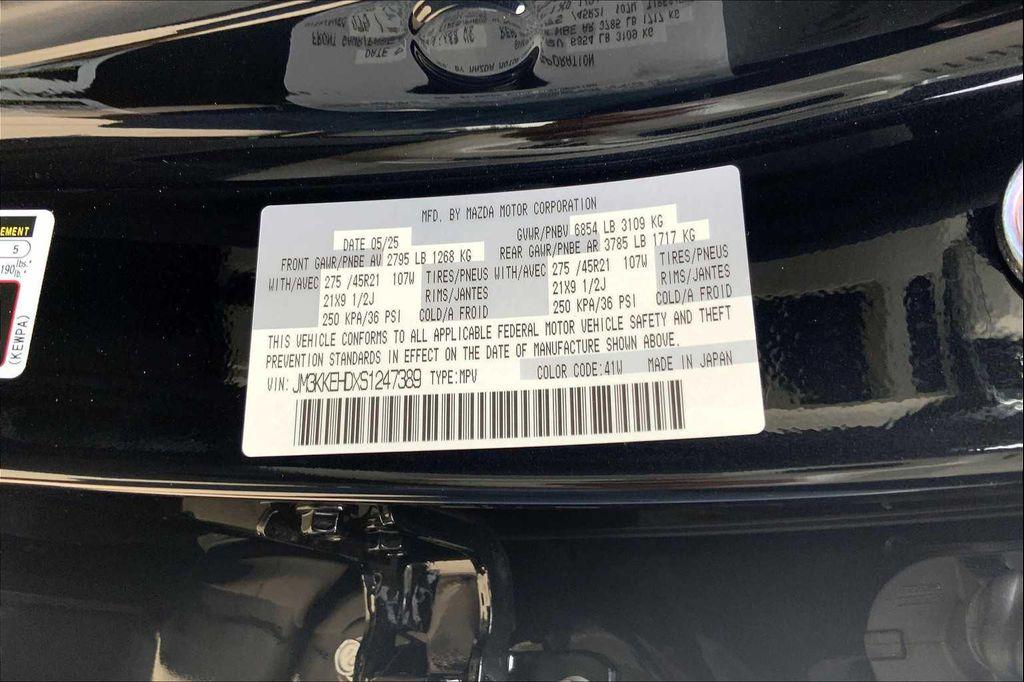 MFD. BY MAZDA MOTOR CORPORATION
DATE 05/25 GVWR/PNBV 6854 LB 3109 KG
FRONT GAWR/PNBE AV 2795 LB 1268 KG REAR GAWR/PNBE AR 3785 LB 1717 KG
WITH/AVEC 275 /45R21 107W TIRES/PNEUS WITH/AVEC 275 /45R21 107W TIRES/PNEUS
21X9 1/2J RIMS/JANTES 21X9 1/2J RIMS/JANTES
250 KPA/36 PSI COLD/A FROID 250 KPA/36 PSI COLD/A FROID
THIS VEHICLE CONFORMS TO ALL APPLICABLE FEDERAL MOTOR VEHICLE SAFETY AND THEFT
PREVENTION STANDARDS IN EFFECT ON THE DATE OF MANUFACTURE SHOWN ABOVE.
VIN: JM3KKEHDXS1247389 TYPE:MPV COLOR CODE:41W MADE IN JAPAN
EMENT
5
190 lbs.
lb.
(KEWPA)